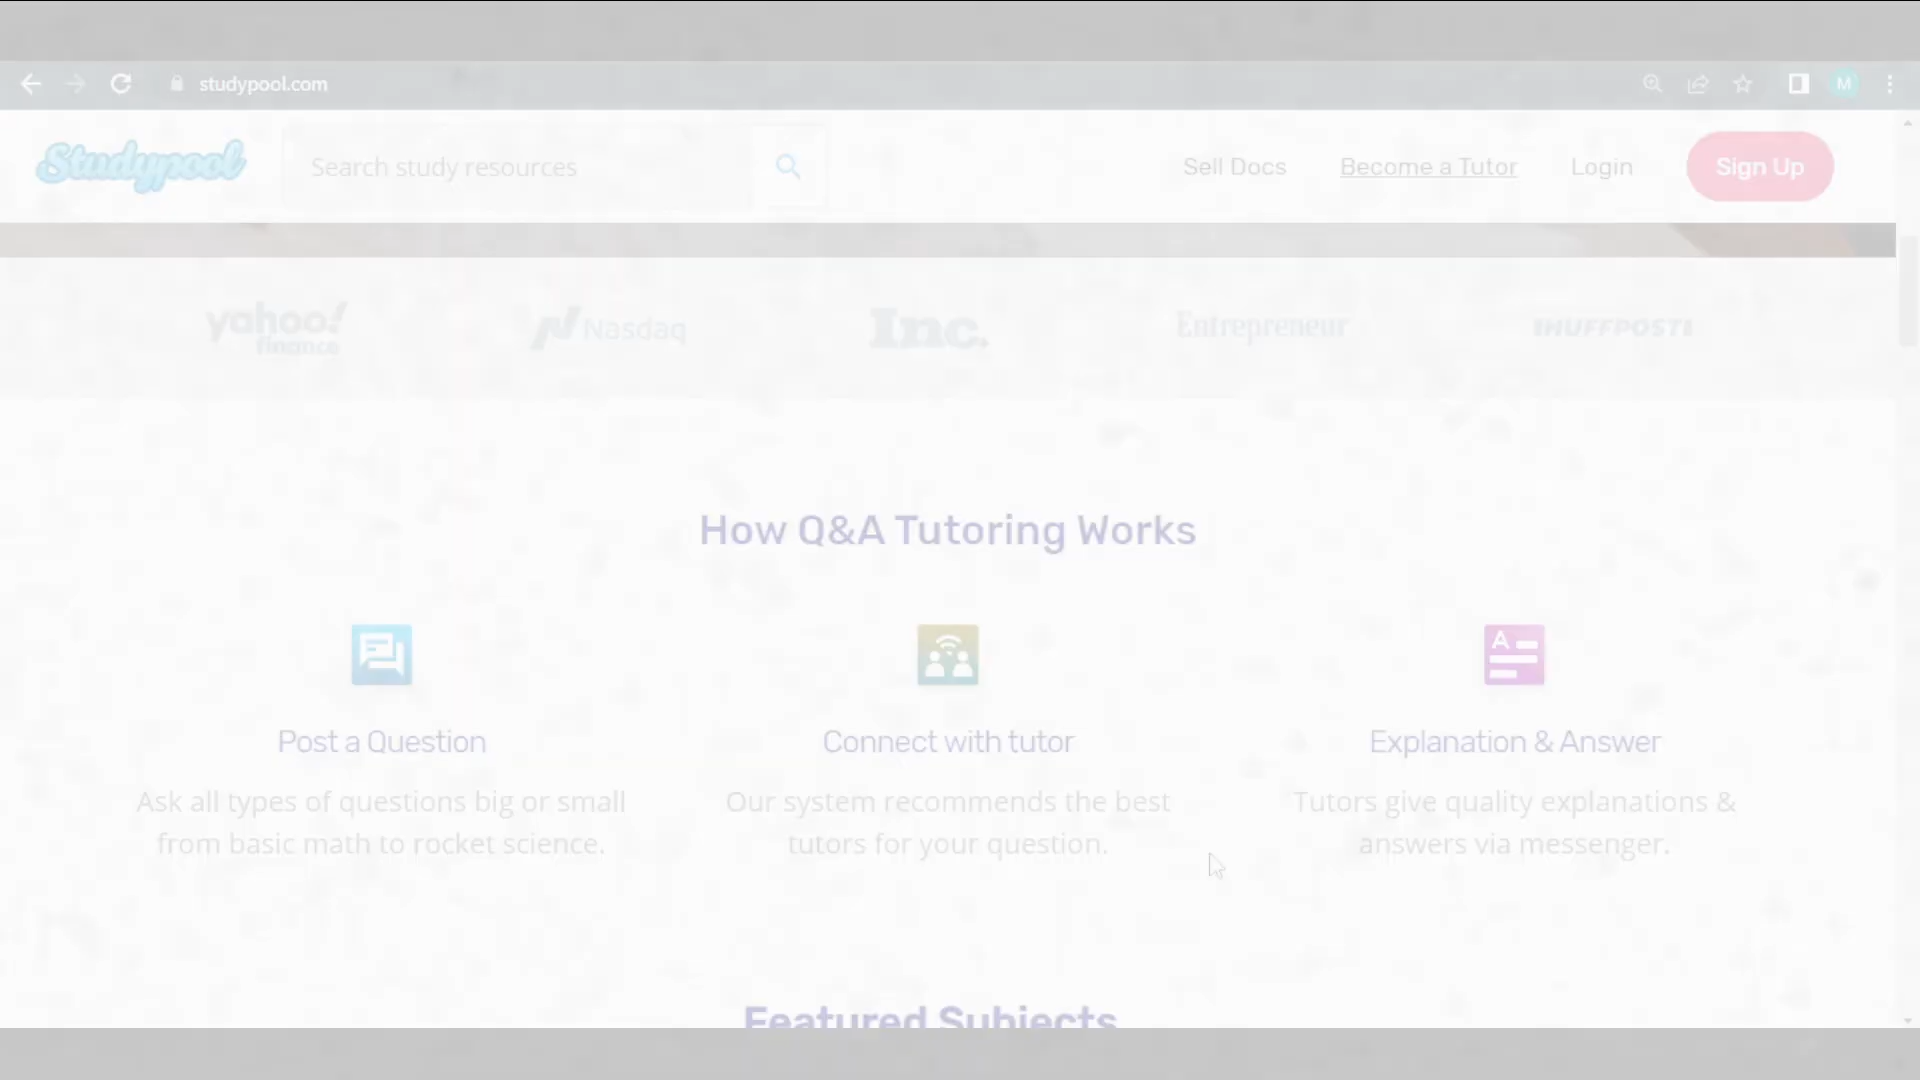 studypool.com
M
Studypool
Search study resources
Sell Docs
Become a Tutor
Login
Sign Up
yahoo!
finance
Nasdaq
Inc.
Entrepreneur
IHUFFPOSTI
How Q&A Tutoring Works
Post a Question
Ask all types of questions big or small
from basic math to rocket science.
Connect with tutor
Our system recommends the best
tutors for your question.
Explanation & Answer
Tutors give quality explanations &
answers via messenger.
Featured Subjects